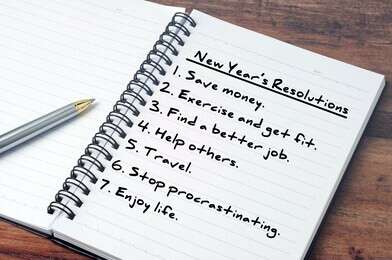 New Year's Resolutions
1. Save money.
2. Exercise and get fit.
3. Find a better job.
4. Help others.
5. Travel.
6. Stop procrastinating.
7. Enjoy life.